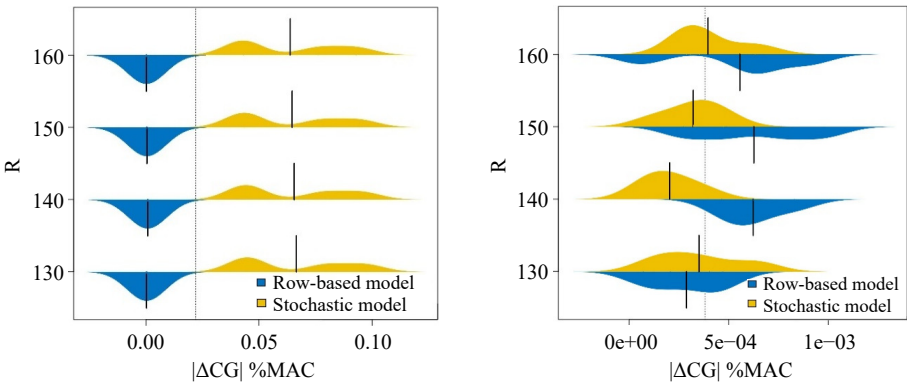 160
150
140
130
R
0.00
0.05
0.10
|ΔCG| %MAC
Row-based model
Stochastic model
160
150
140
130
R
0e+00
5e−04
1e−03
|ΔCG| %MAC
Row-based model
Stochastic model